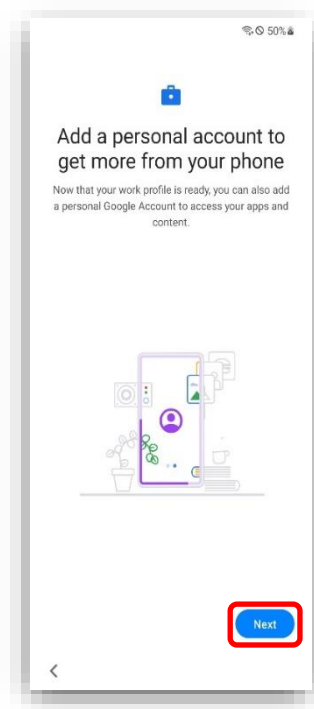 50%
Add a personal account to
get more from your phone
Now that your work profile is ready, you can also add
a personal Google Account to access your apps and
content.
Next